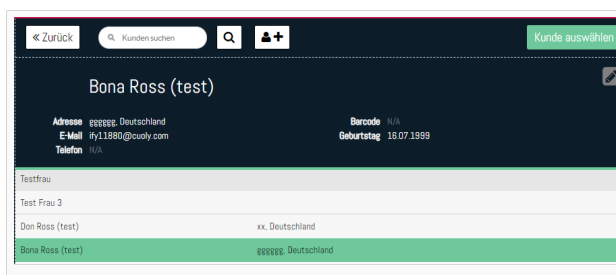 « Zurück Kunden suchen Kunde auswählen
Bona Ross (test)
Adresse gggggg, Deutschland Barcode N/A
E-Mail ify11880@cuoly.com Geburtstag 16.07.1999
Telefon N/A
Testfrau
Test Frau 3
Don Ross (test) xx, Deutschland
Bona Ross (test) gggggg, Deutschland